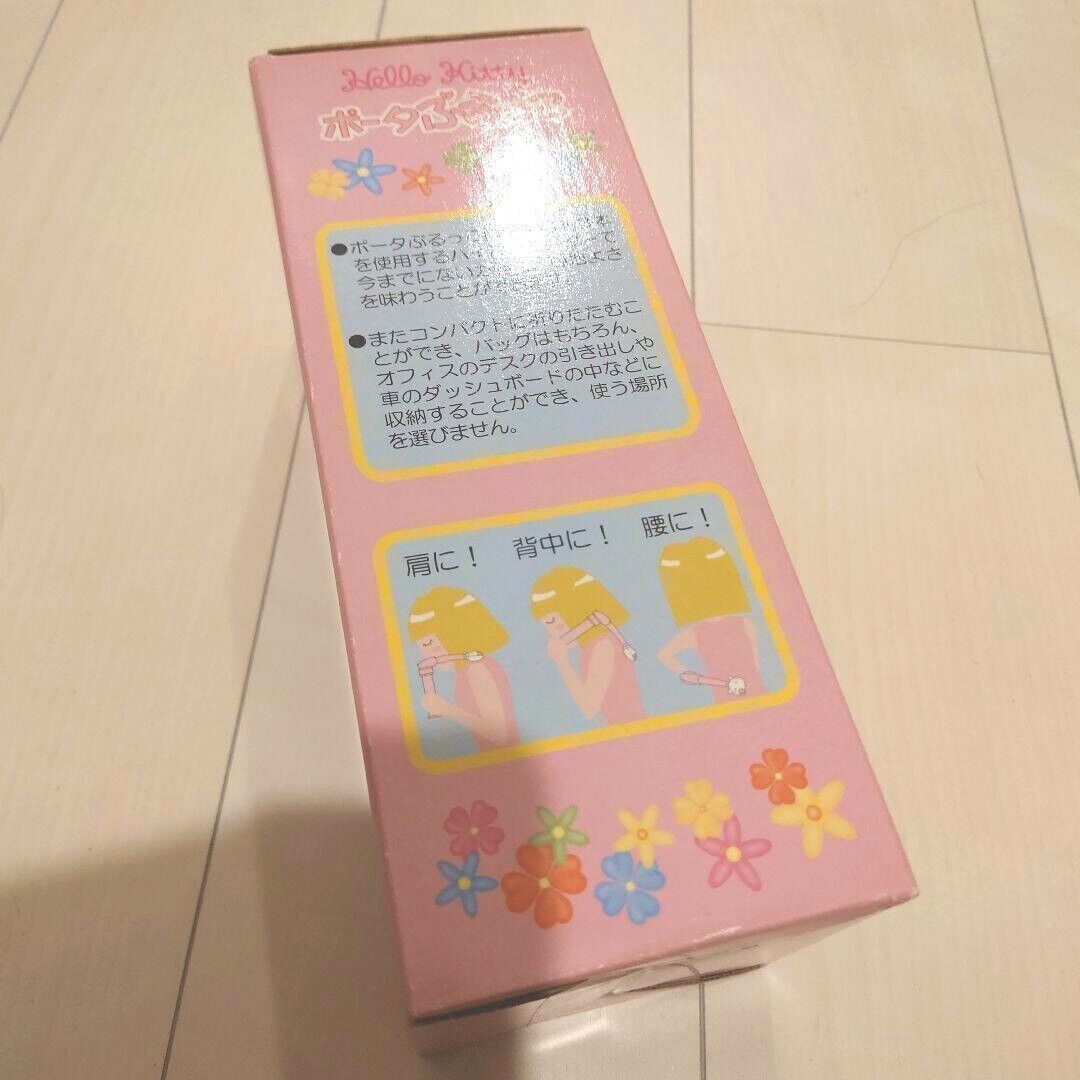 Hello Kitty
ポータぶ
●ポータぶるっ
を使用するハ
今までにない よさ
を味わうことが
●またコンパクトに折りたたむこ
とができ、バッグはもちろん、
オフィスのデスクの引き出しや
車のダッシュボードの中などに
収納することができ、使う場所
を選びません。
肩に！ 背中に！ 腰に！